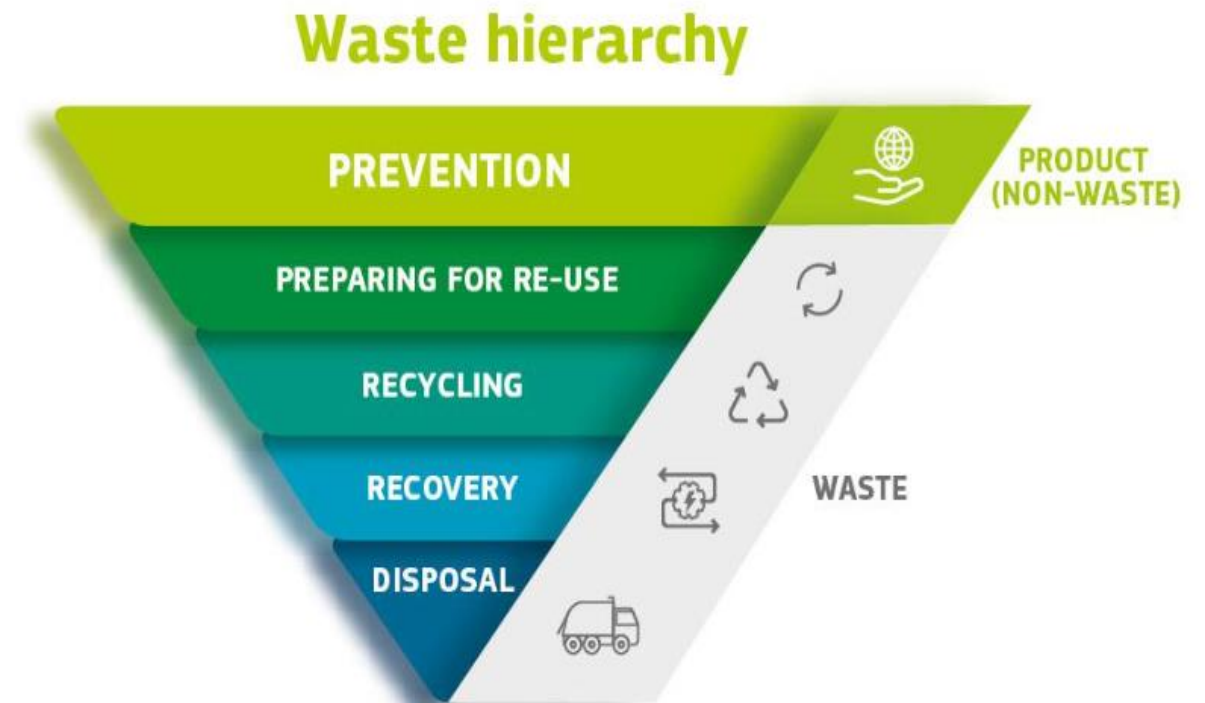 Waste hierarchy
PREVENTION
PRODUCT
(NON-WASTE)
PREPARING FOR RE-USE
RECYCLING
RECOVERY
WASTE
DISPOSAL